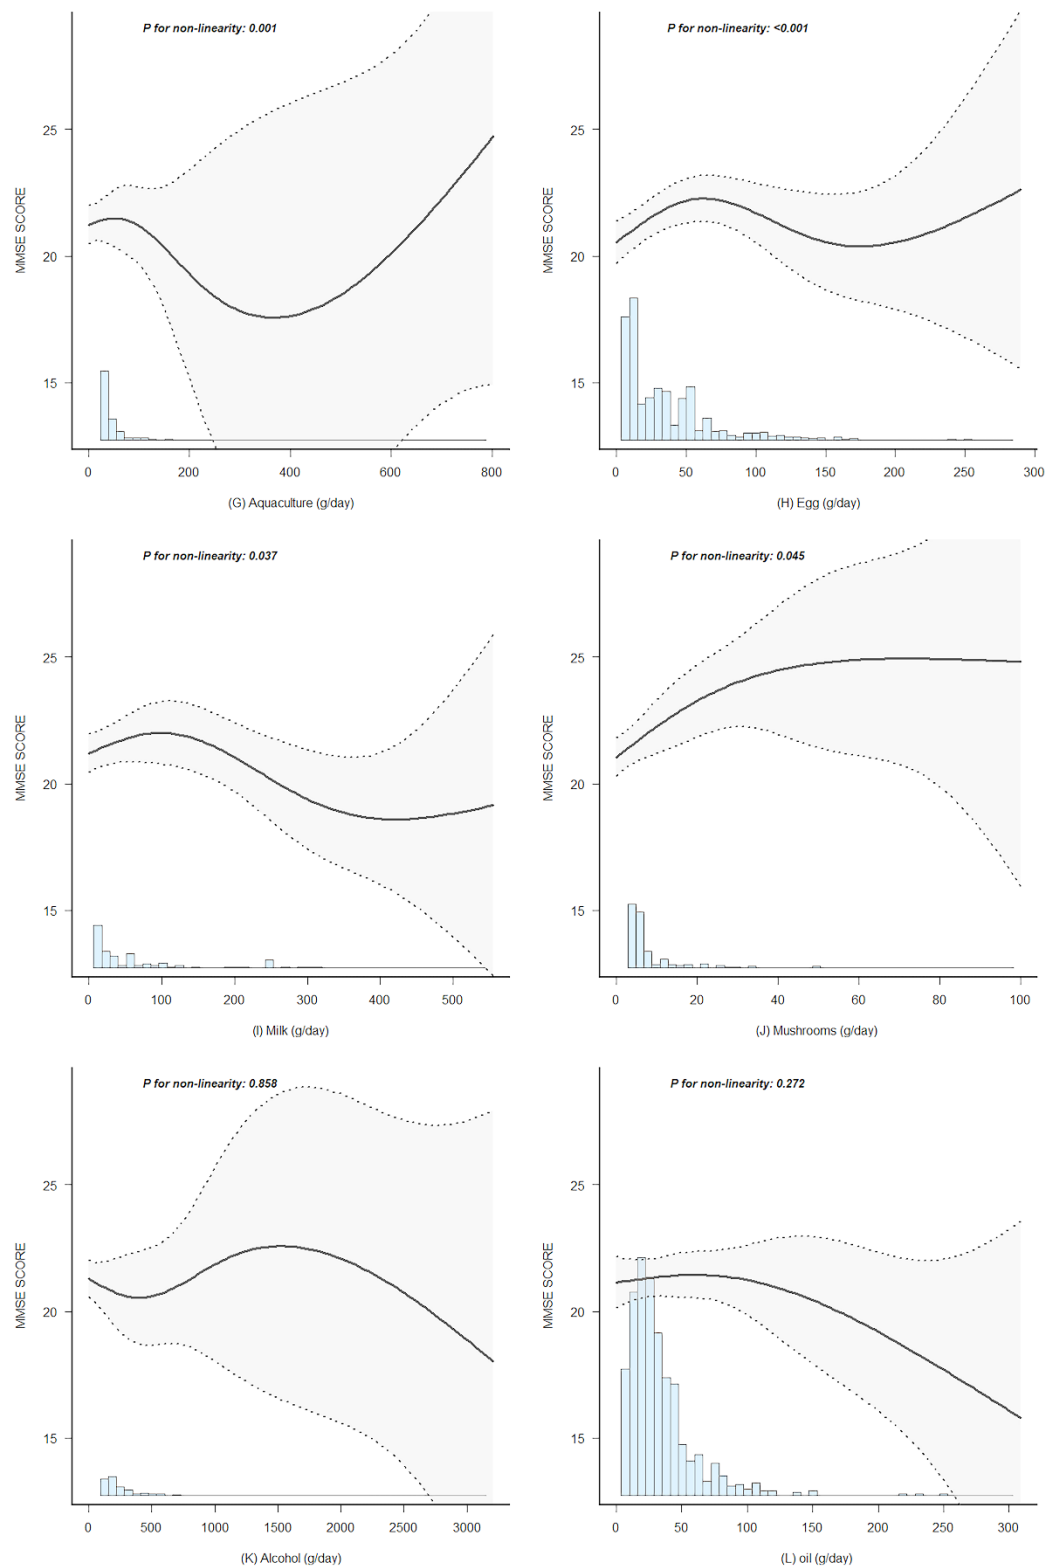 P for non-linearity: 0.001
25
20
15
MMSE SCORE
0 200 400 600 800
(G) Aquaculture (g/day)
P for non-linearity: <0.001
25
20
15
MMSE SCORE
0 50 100 150 200 250 300
(H) Egg (g/day)
P for non-linearity: 0.037
25
20
15
MMSE SCORE
0 100 200 300 400 500
(I) Milk (g/day)
P for non-linearity: 0.045
25
20
15
MMSE SCORE
0 20 40 60 80 100
(J) Mushrooms (g/day)
P for non-linearity: 0.858
25
20
15
MMSE SCORE
0 500 1000 1500 2000 2500 3000
(K) Alcohol (g/day)
P for non-linearity: 0.272
25
20
15
MMSE SCORE
0 50 100 150 200 250 300
(L) oil (g/day)